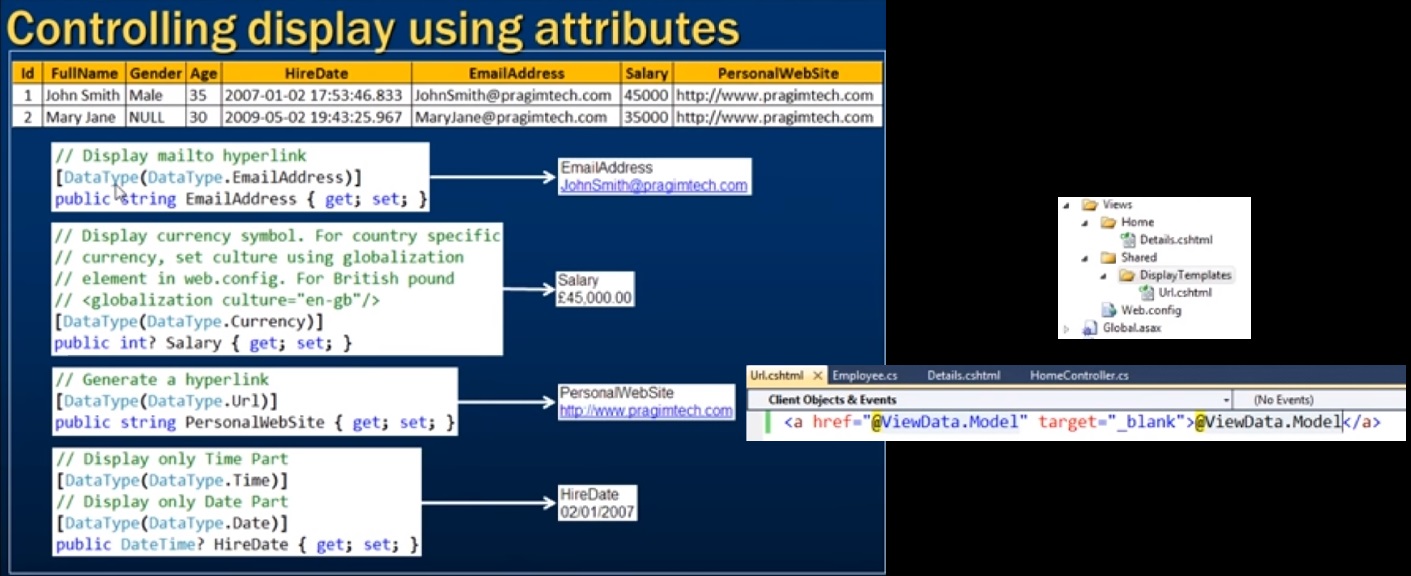 Controlling display using attributes
Id FullName Gender Age HireDate EmailAddress Salary PersonalWebSite
1 John Smith Male 35 2007-01-02 17:53:46.833 JohnSmith@pragimtech.com 45000 http://www.pragimtech.com
2 Mary Jane NULL 30 2009-05-02 19:43:25.967 MaryJane@pragimtech.com 35000 http://www.pragimtech.com
// Display mailto hyperlink
[DataType(DataType.EmailAddress)]
public string EmailAddress { get; set; }
EmailAddress
JohnSmith@pragimtech.com
// Display currency symbol. For country specific
// currency, set culture using globalization
// element in web.config. For British pound
// <globalization culture="en-gb"/>
[DataType(DataType.Currency)]
public int? Salary { get; set; }
Salary
£45,000.00
// Generate a hyperlink
[DataType(DataType.Url)]
public string PersonalWebSite { get; set; }
PersonalWebSite
http://www.pragimtech.com
// Display only Time Part
[DataType(DataType.Time)]
// Display only Date Part
[DataType(DataType.Date)]
public DateTime? HireDate { get; set; }
HireDate
02/01/2007
Views
Home
Details.cshtml
Shared
DisplayTemplates
Url.cshtml
Web.config
Global.asax
Url.cshtml Employee.cs Details.cshtml HomeController.cs
Client Objects & Events (No Events)
<a href="@ViewData.Model" target="_blank">@ViewData.Model</a>